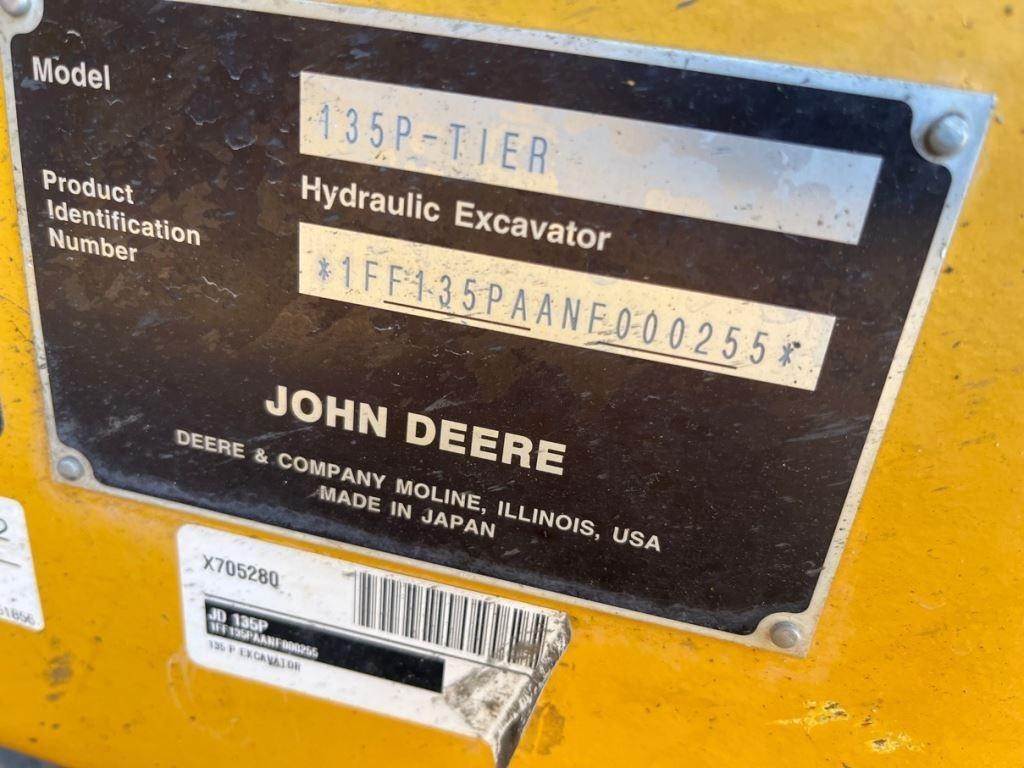 Model
135P-TIER
Hydraulic Excavator
Product
Identification
Number
*1FF135PAANF000255*
JOHN DEERE
DEERE & COMPANY MOLINE, ILLINOIS, USA
MADE IN JAPAN
X705280
JD 135P
1FF135PAANF000255
135 P EXCAVATOR
2